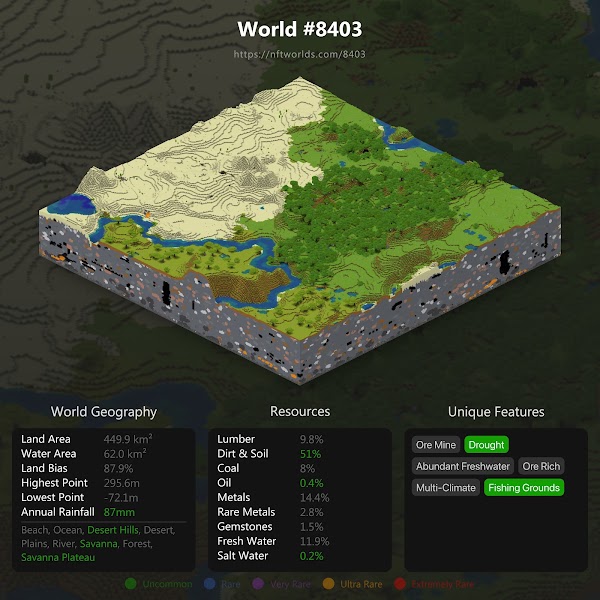 World #8403
https://nftworlds.com/8403
World Geography
Land Area 449.9 km²
Water Area 62.0 km²
Land Bias 87.9%
Highest Point 295.6m
Lowest Point -72.1m
Annual Rainfall 87mm
Beach, Ocean, Desert Hills, Desert,
Plains, River, Savanna, Forest,
Savanna Plateau
Resources
Lumber 9.8%
Dirt & Soil 51%
Coal 8%
Oil 0.4%
Metals 14.4%
Rare Metals 2.8%
Gemstones 1.5%
Fresh Water 11.9%
Salt Water 0.2%
Unique Features
Ore Mine Drought
Abundant Freshwater Ore Rich
Multi-Climate Fishing Grounds
Uncommon Rare Very Rare Ultra Rare Extremely Rare